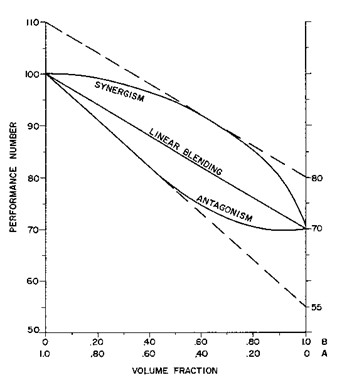 110
100
90
80
70
60
50
PERFORMANCE NUMBER
SYNERGISM
LINEAR BLENDING
ANTAGONISM
80
70
55
0 .20 .40 .60 .80 1.0 B
1.0 .80 .60 .40 .20 0 A
VOLUME FRACTION